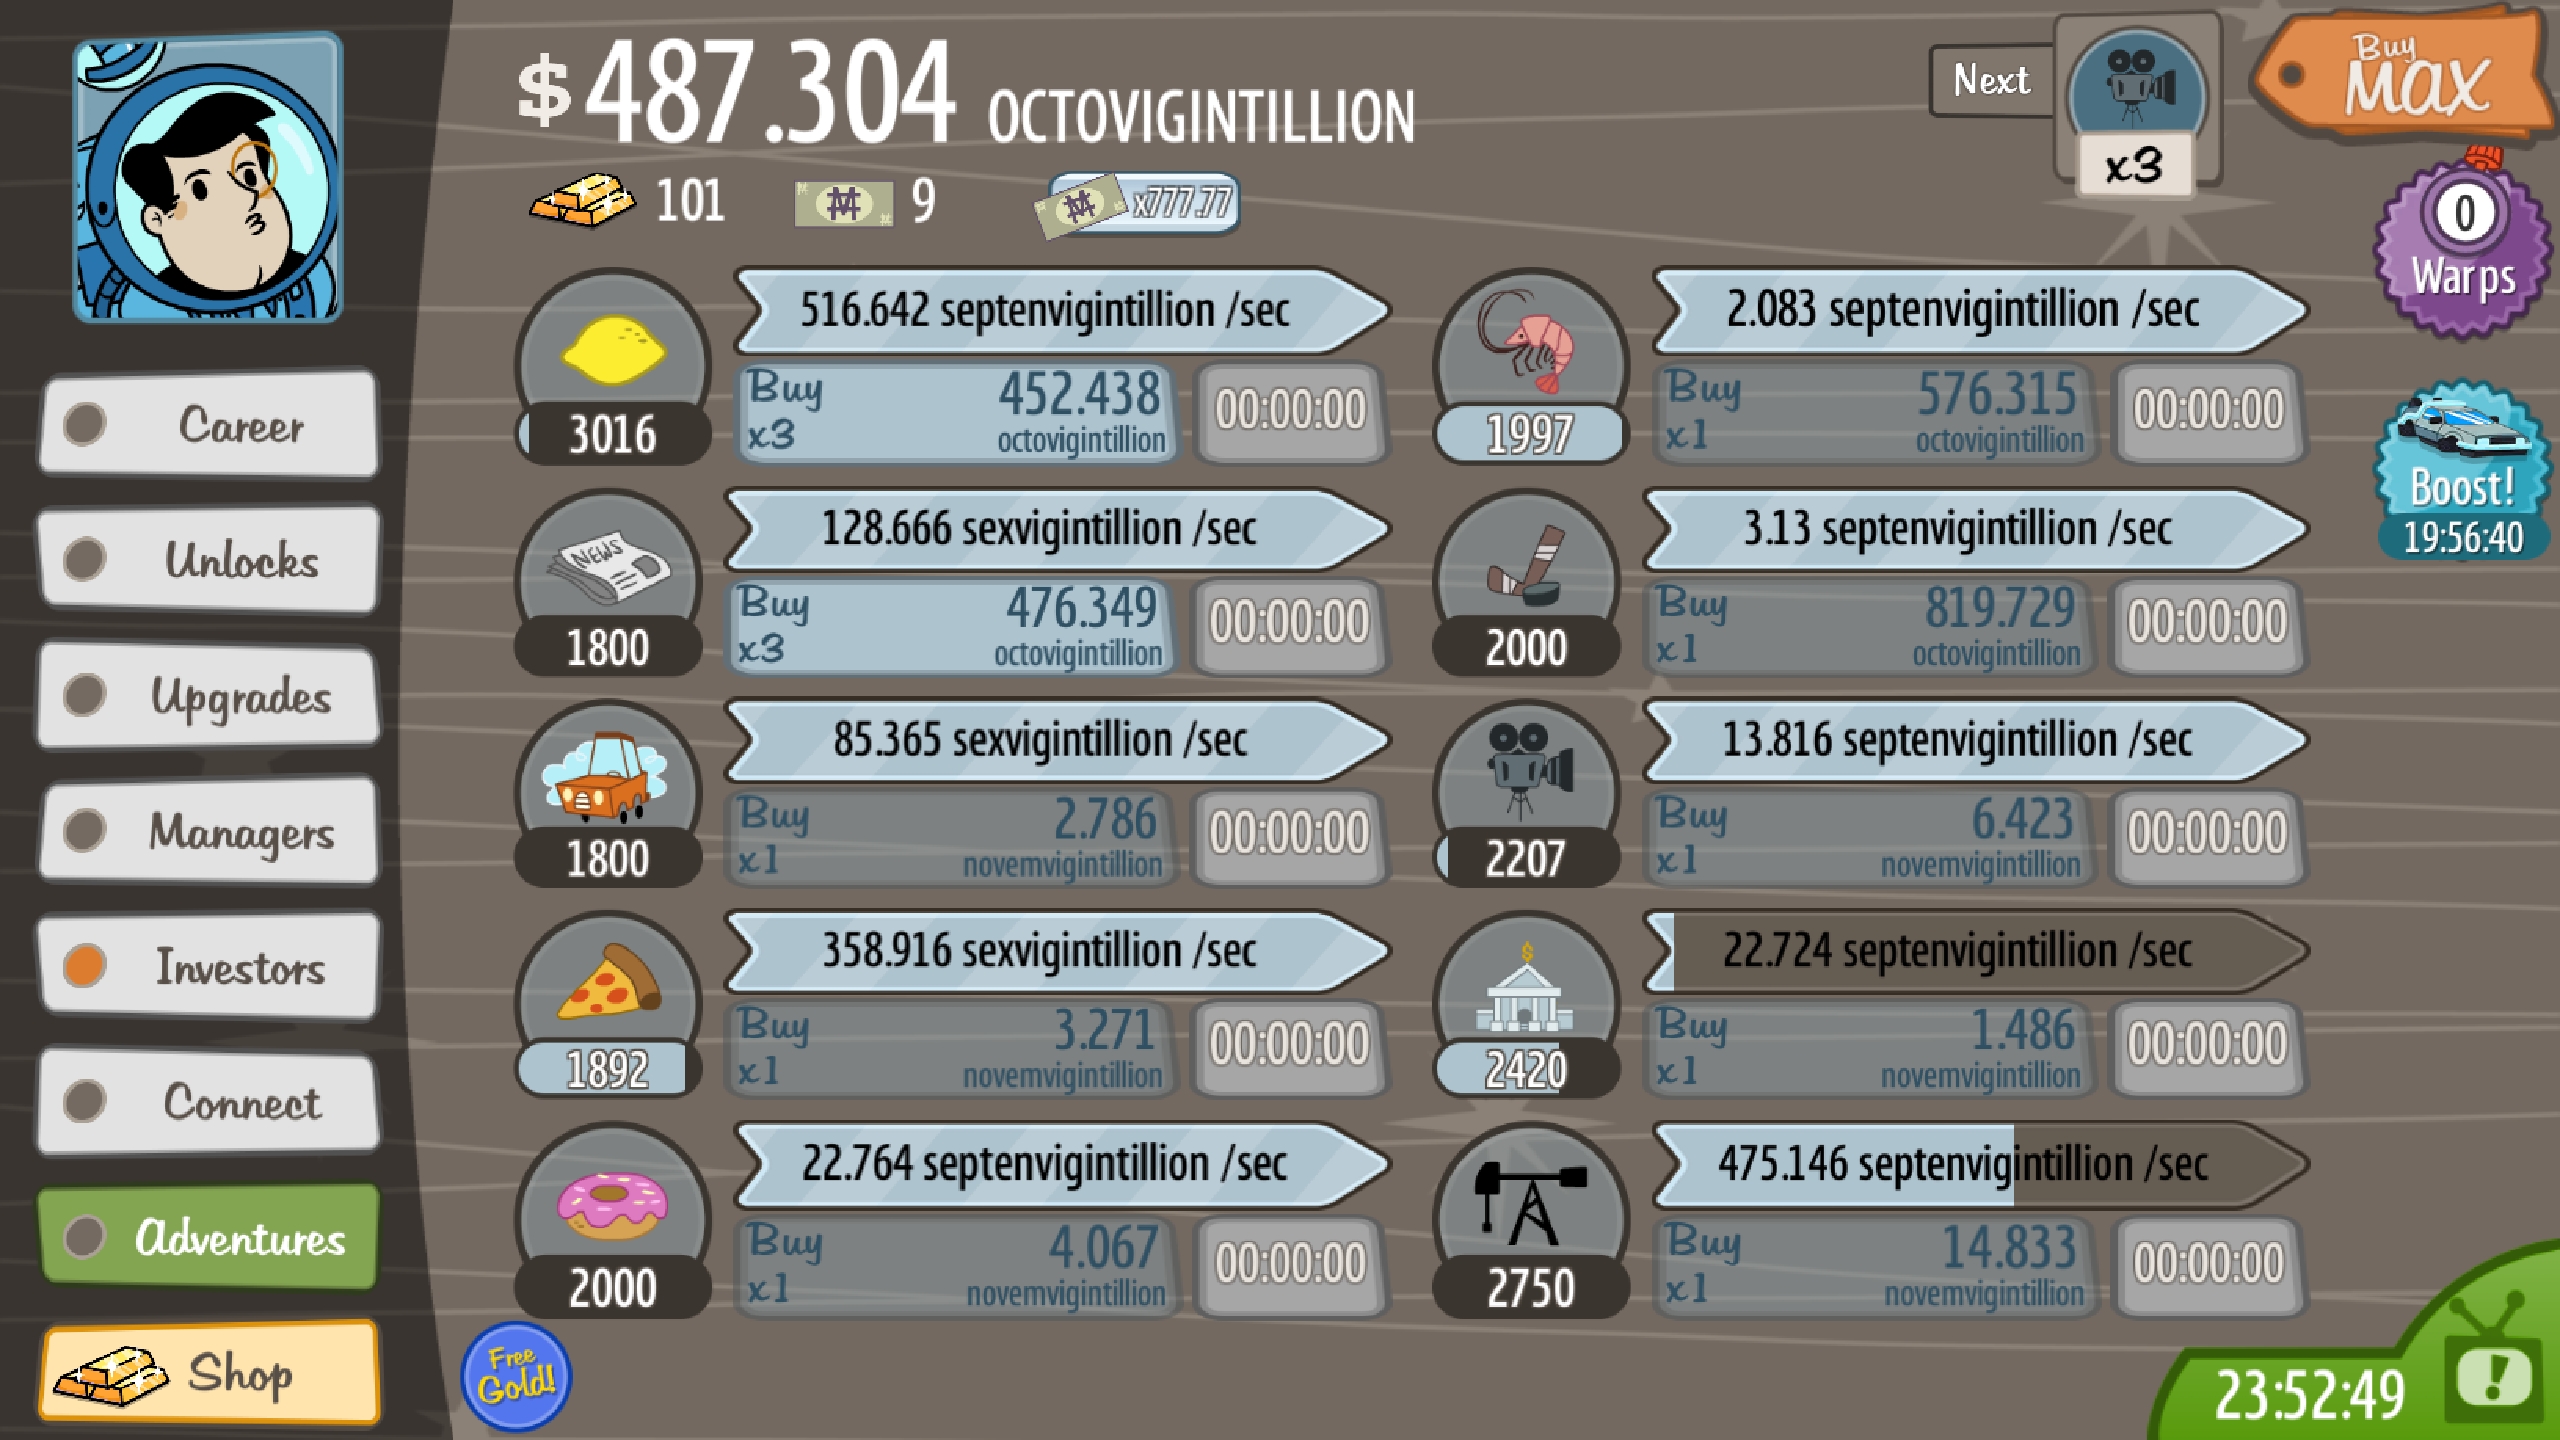 $ 487.304 OCTOVIGINTILLION
101 9 x777.77
Next
x3
Buy
MAX
0
Warps
Boost!
19:56:40
Career
Unlocks
Upgrades
Managers
Investors
Connect
Adventures
Shop
516.642 septenvigintillion /sec
Buy 452.438
x3 octovigintillion
00:00:00
3016
NEWS
128.666 sexvigintillion /sec
Buy 476.349
x3 octovigintillion
00:00:00
1800
85.365 sexvigintillion /sec
Buy 2.786
x1 novemvigintillion
00:00:00
1800
358.916 sexvigintillion /sec
Buy 3.271
x1 novemvigintillion
00:00:00
1892
22.764 septenvigintillion /sec
Buy 4.067
x1 novemvigintillion
00:00:00
2000
2.083 septenvigintillion /sec
Buy 576.315
x1 octovigintillion
00:00:00
1997
3.13 septenvigintillion /sec
Buy 819.729
x1 octovigintillion
00:00:00
2000
13.816 septenvigintillion /sec
Buy 6.423
x1 novemvigintillion
00:00:00
2207
$
22.724 septenvigintillion /sec
Buy 1.486
x1 novemvigintillion
00:00:00
2420
475.146 septenvigintillion /sec
Buy 14.833
x1 novemvigintillion
00:00:00
2750
Free
Gold!
23:52:49
!